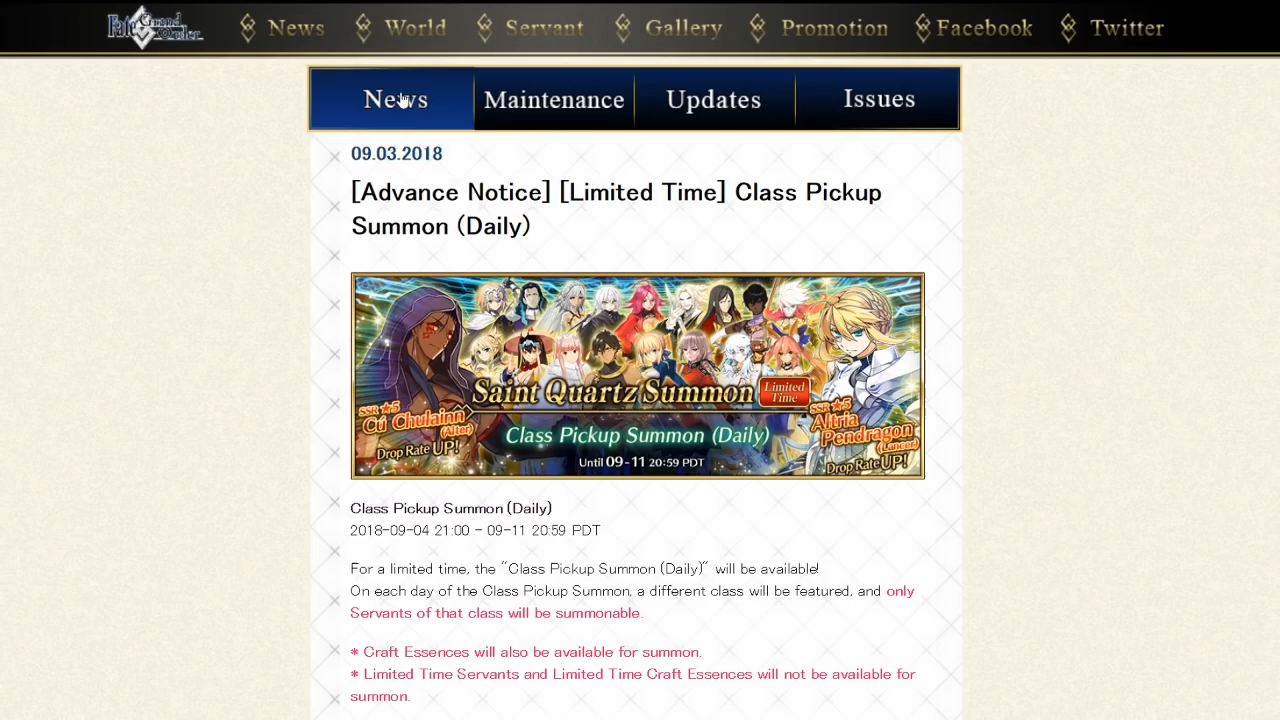 Fate Grand Order News World Servant Gallery Promotion Facebook Twitter
News Maintenance Updates Issues
09.03.2018
[Advance Notice] [Limited Time] Class Pickup
Summon (Daily)
Saint Quartz Summon Limited Time
SSR ★5
Cú Chulainn
(Alter)
Drop Rate UP!
Class Pickup Summon (Daily)
Until 09-11 20:59 PDT
SSR ★5
Altria
Pendragon
(Lancer)
Drop Rate UP!
Class Pickup Summon (Daily)
2018-09-04 21:00 - 09-11 20:59 PDT
For a limited time, the "Class Pickup Summon (Daily)" will be available!
On each day of the Class Pickup Summon, a different class will be featured, and only
Servants of that class will be summonable.
* Craft Essences will also be available for summon.
* Limited Time Servants and Limited Time Craft Essences will not be available for
summon.